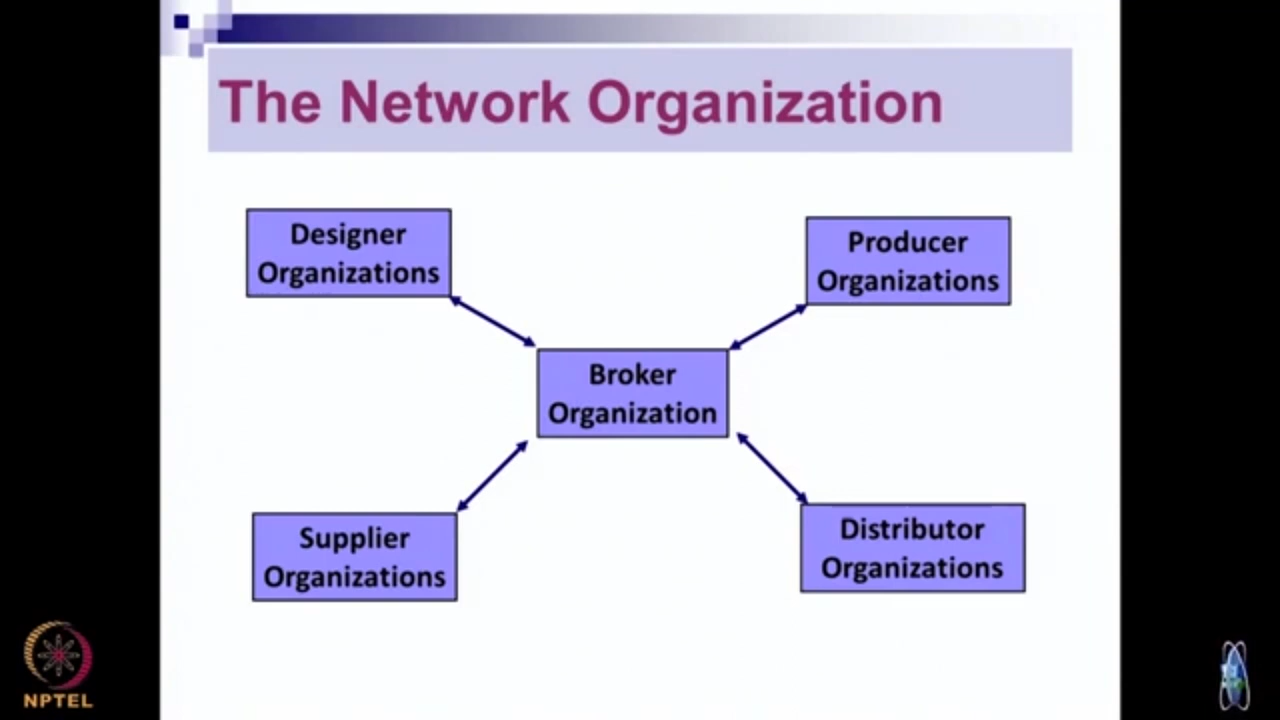 The Network Organization
Designer
Organizations
Producer
Organizations
Broker
Organization
Supplier
Organizations
Distributor
Organizations
NPTEL